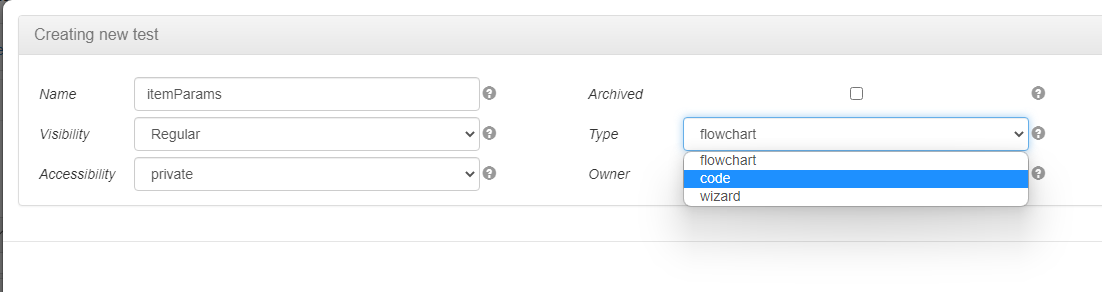 Creating new test
Name itemParams Archived
Visibility Regular Type flowchart
flowchart
Accessibility private Owner code
wizard